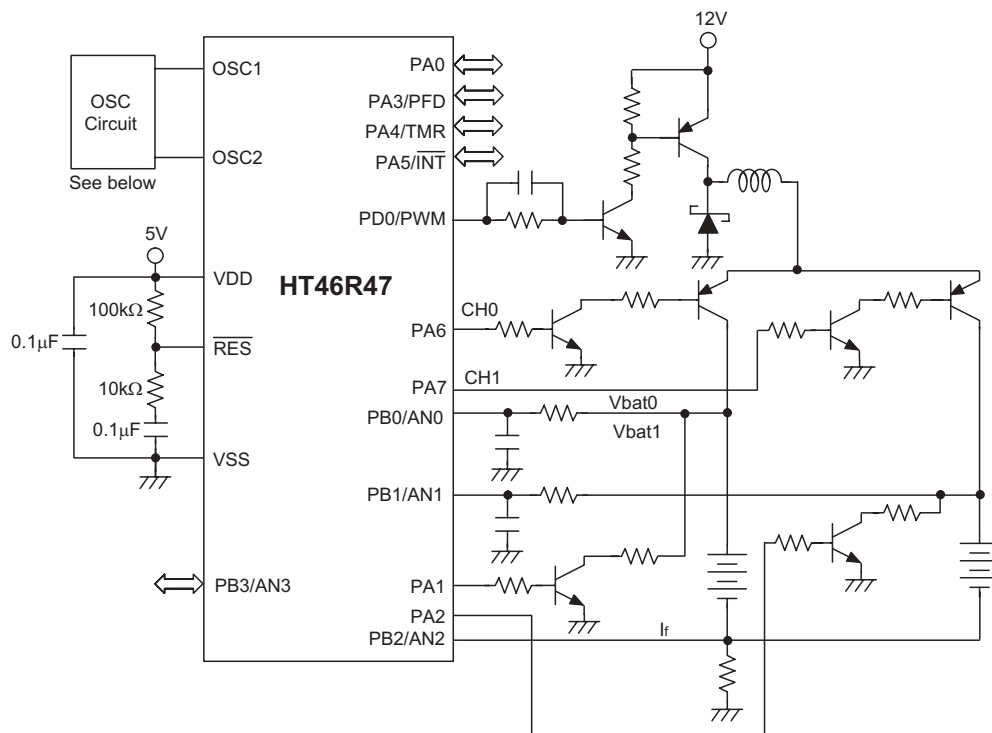 12V
OSC1
PA0
OSC
Circuit
PA3/PFD
PA4/TMR
OSC2
PA5/INT
See below
PD0/PWM
5V
VDD
HT46R47
100kΩ
CH0
0.1µF
RES
PA6
10kΩ
PA7
CH1
PB0/AN0
Vbat0
0.1µF
Vbat1
VSS
PB1/AN1
PB3/AN3
PA1
PA2
PB2/AN2
If